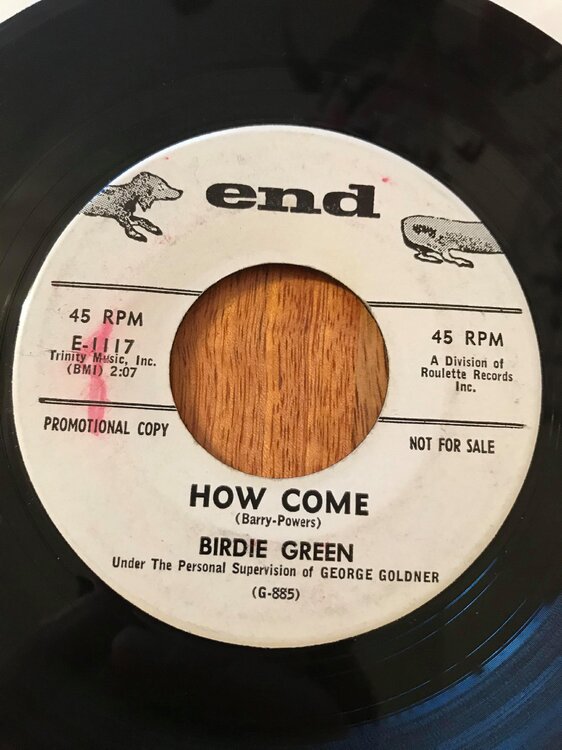 end
45 RPM
E-1117
Trinity Music, Inc.
(BMI) 2:07
PROMOTIONAL COPY
45 RPM
A Division of
Roulette Records
Inc.
NOT FOR SALE
HOW COME
(Barry-Powers)
BIRDIE GREEN
Under The Personal Supervision of GEORGE GOLDNER
(G-885)